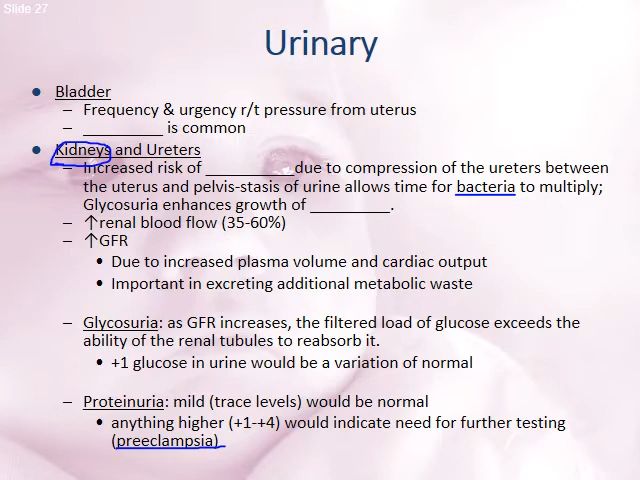 Slide 27
Urinary
• Bladder
– Frequency & urgency r/t pressure from uterus
– _________ is common
• Kidneys and Ureters
– Increased risk of __________due to compression of the ureters between
the uterus and pelvis-stasis of urine allows time for bacteria to multiply;
Glycosuria enhances growth of _________.
– ↑renal blood flow (35-60%)
– ↑GFR
• Due to increased plasma volume and cardiac output
• Important in excreting additional metabolic waste
– Glycosuria: as GFR increases, the filtered load of glucose exceeds the
ability of the renal tubules to reabsorb it.
• +1 glucose in urine would be a variation of normal
– Proteinuria: mild (trace levels) would be normal
• anything higher (+1-+4) would indicate need for further testing
(preeclampsia)